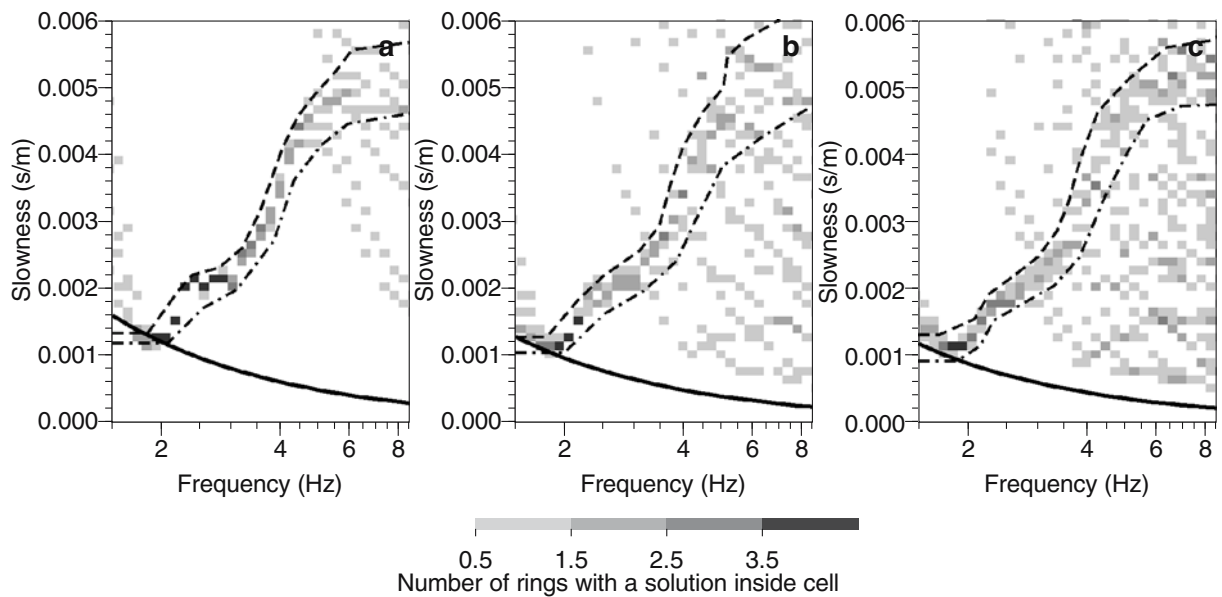 a
b
c
Slowness (s/m)
0.006
0.005
0.004
0.003
0.002
0.001
0.000
2 4 6 8
Frequency (Hz)
Slowness (s/m)
0.006
0.005
0.004
0.003
0.002
0.001
0.000
2 4 6 8
Frequency (Hz)
Slowness (s/m)
0.006
0.005
0.004
0.003
0.002
0.001
0.000
2 4 6 8
Frequency (Hz)
0.5 1.5 2.5 3.5
Number of rings with a solution inside cell